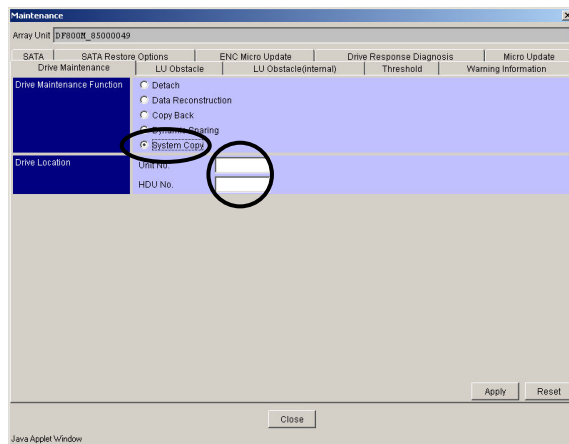 Maintenance
Array Unit DF800M_85000049
SATA SATA Restore Options ENC Micro Update Drive Response Diagnosis Micro Update
Drive Maintenance LU Obstacle LU Obstacle(internal) Threshold Warning Information
Drive Maintenance Function
Detach
Data Reconstruction
Copy Back
Dynamic Sparing
System Copy
Drive Location
Unit No.
HDU No.
Apply Reset
Close
Java Applet Window